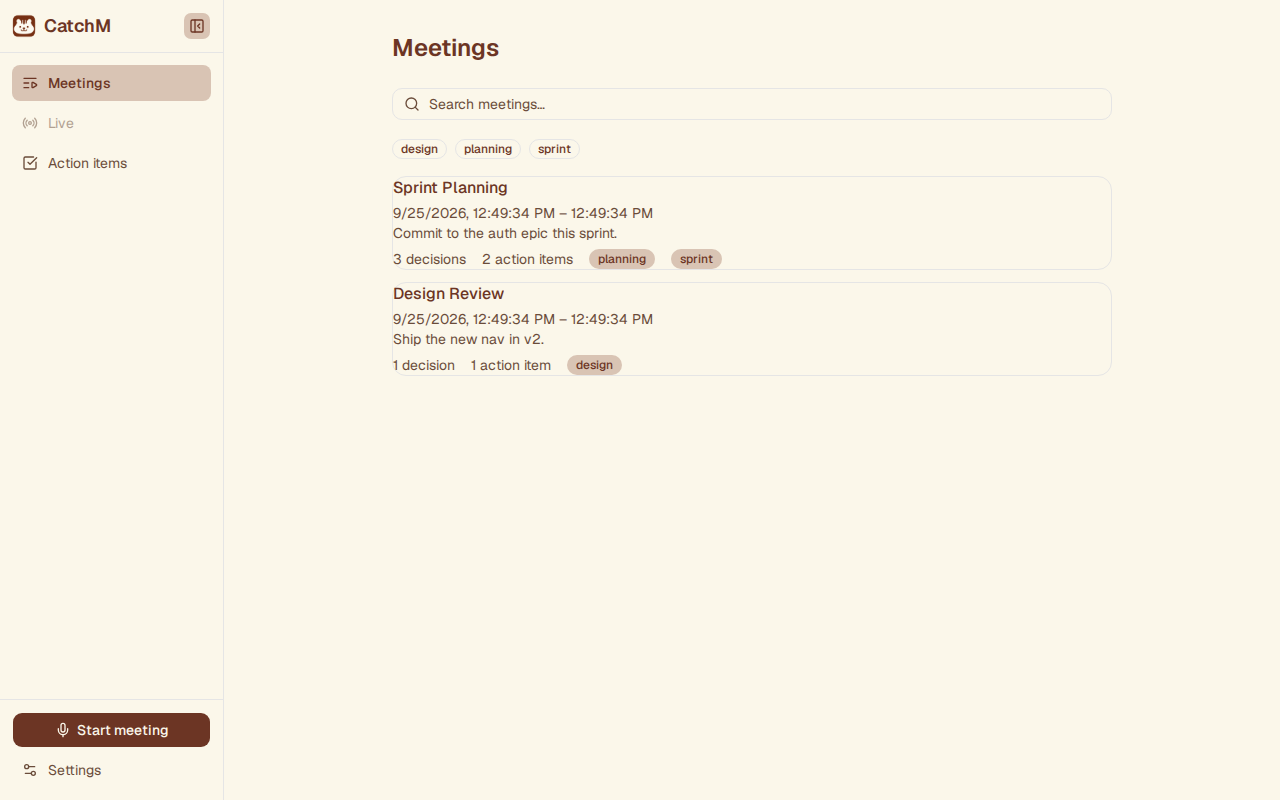 CatchM
Meetings
Live
Action items
Start meeting
Settings
Meetings
Search meetings...
design planning sprint
Sprint Planning
9/25/2026, 12:49:34 PM – 12:49:34 PM
Commit to the auth epic this sprint.
3 decisions 2 action items planning sprint
Design Review
9/25/2026, 12:49:34 PM – 12:49:34 PM
Ship the new nav in v2.
1 decision 1 action item design